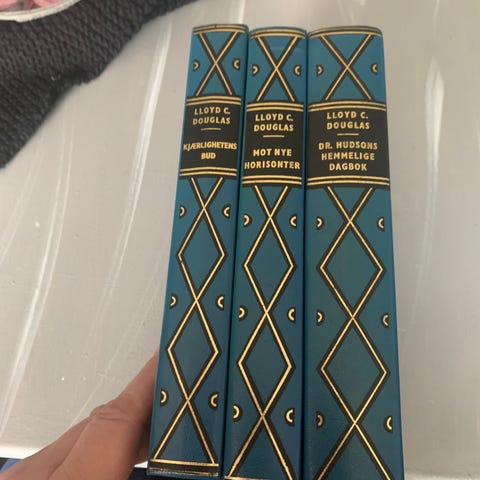 LLOYD C.
DOUGLAS
KJÆRLIGHETENS
BUD
LLOYD C.
DOUGLAS
MOT NYE
HORISONTER
LLOYD C.
DOUGLAS
DR. HUDSONS
HEMMELIGE
DAGBOK